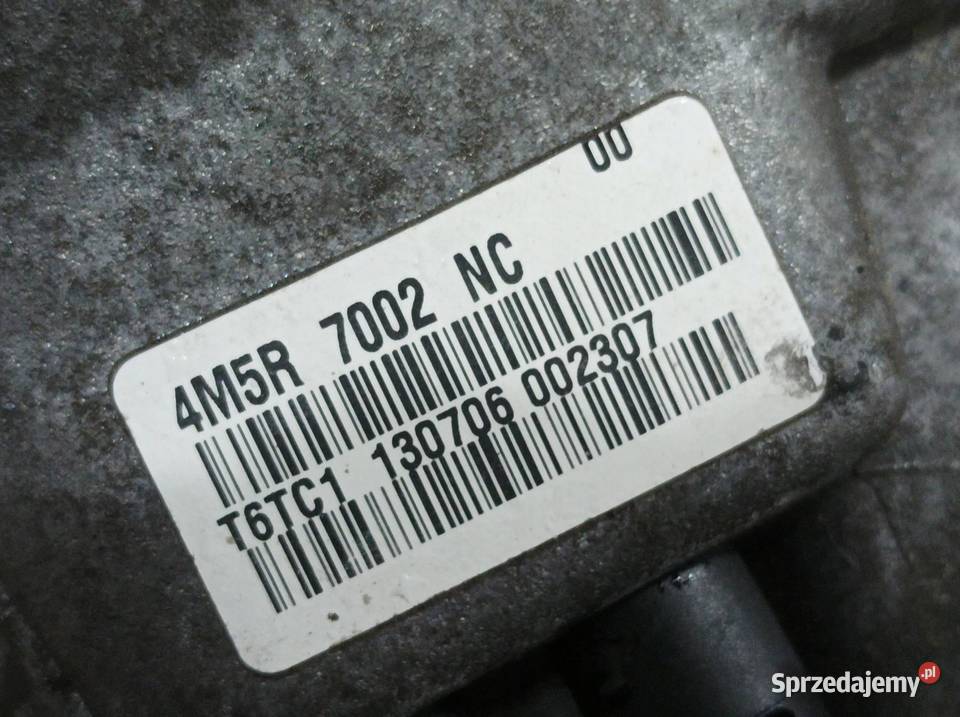 00
4M5R 7002 NC
T6TC1 130706 002307
Sprzedajemy.pl